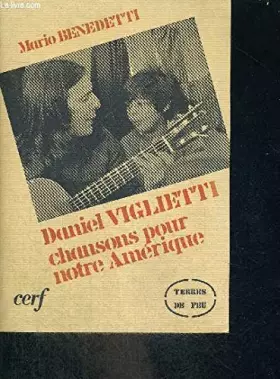 Mario BENEDETTI
Daniel VIGLIETTI
chansons pour
notre Amérique
cerf
TERRES
DE FEU